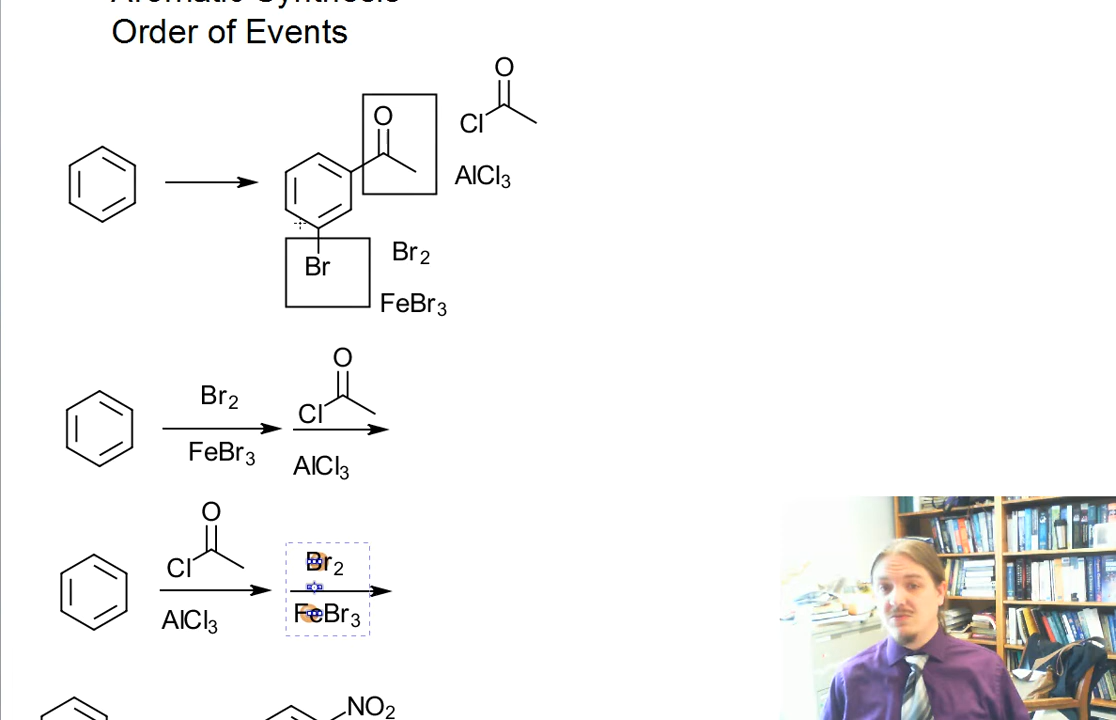 Aromatic Synthesis
Order of Events
O
Cl
AlCl3
O
Br
Br2
FeBr3
Br2
FeBr3
O
Cl
AlCl3
O
Cl
AlCl3
Br2
FeBr3
NO2